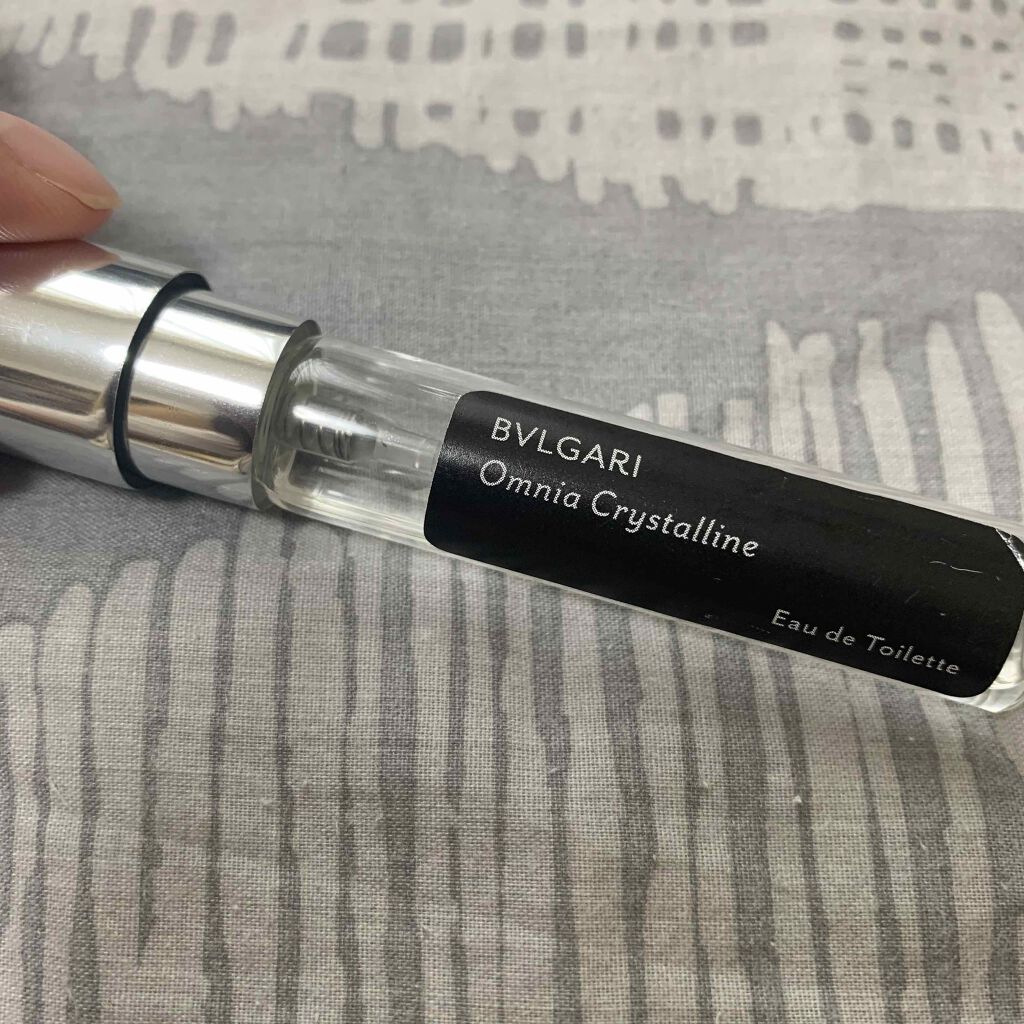 BVLGARI
Omnia Crystalline
Eau de Toilette